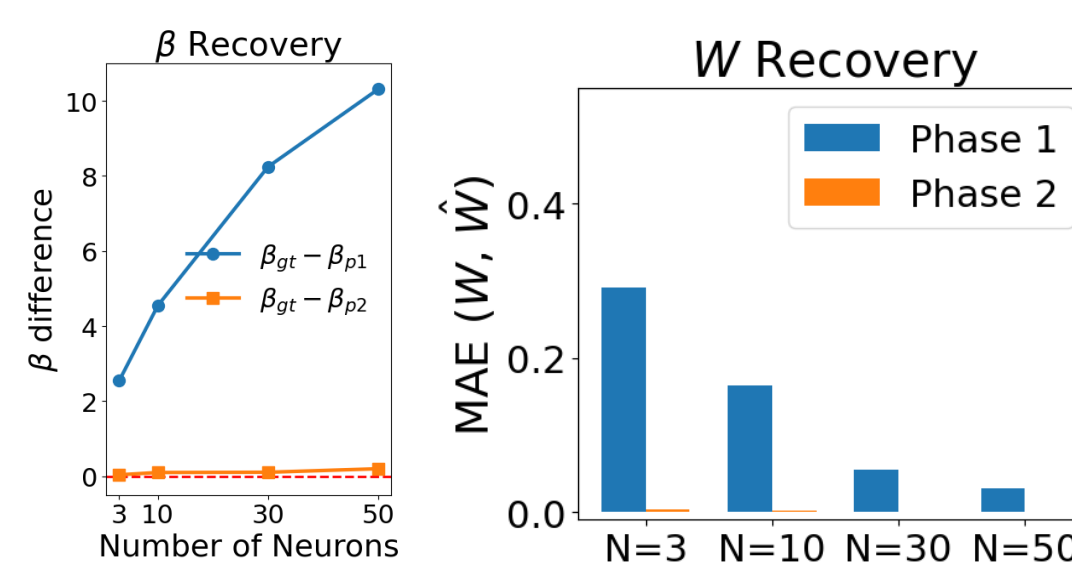 β Recovery
10
8
6
4
2
0
β difference
β_gt − β_p1
β_gt − β_p2
3 10 30 50
Number of Neurons
W Recovery
Phase 1
Phase 2
0.4
0.2
0.0
MAE (W, Ŵ)
N=3 N=10 N=30 N=50